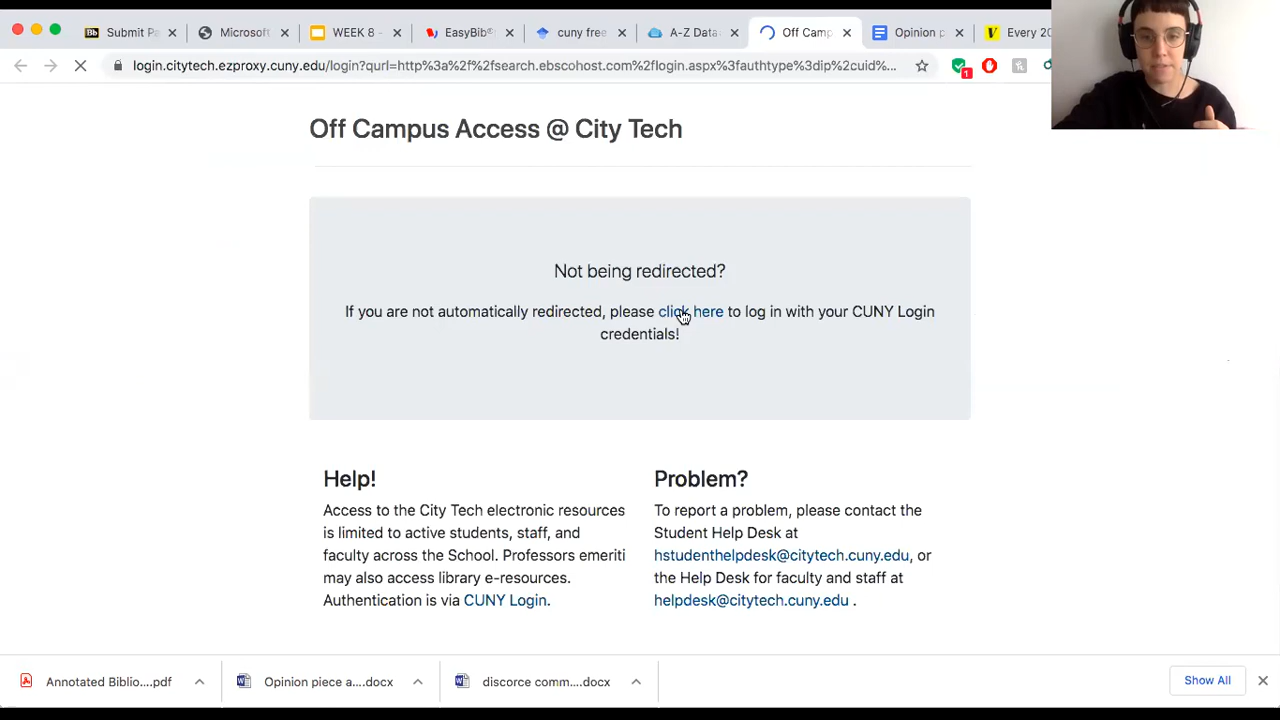 Submit Pa
Microsoft
WEEK 8 -
EasyBib®
cuny free
A-Z Data
Off Camp
Opinion p
Every 20
login.citytech.ezproxy.cuny.edu/login?qurl=http%3a%2f%2fsearch.ebscohost.com%2flogin.aspx%3fauthtype%3dip%2cuid%...
1
Off Campus Access @ City Tech
Not being redirected?
If you are not automatically redirected, please click here to log in with your CUNY Login
credentials!
Help!
Access to the City Tech electronic resources
is limited to active students, staff, and
faculty across the School. Professors emeriti
may also access library e-resources.
Authentication is via CUNY Login.
Problem?
To report a problem, please contact the
Student Help Desk at
hstudenthelpdesk@citytech.cuny.edu, or
the Help Desk for faculty and staff at
helpdesk@citytech.cuny.edu .
Annotated Biblio....pdf
Opinion piece a....docx
discorce comm....docx
Show All